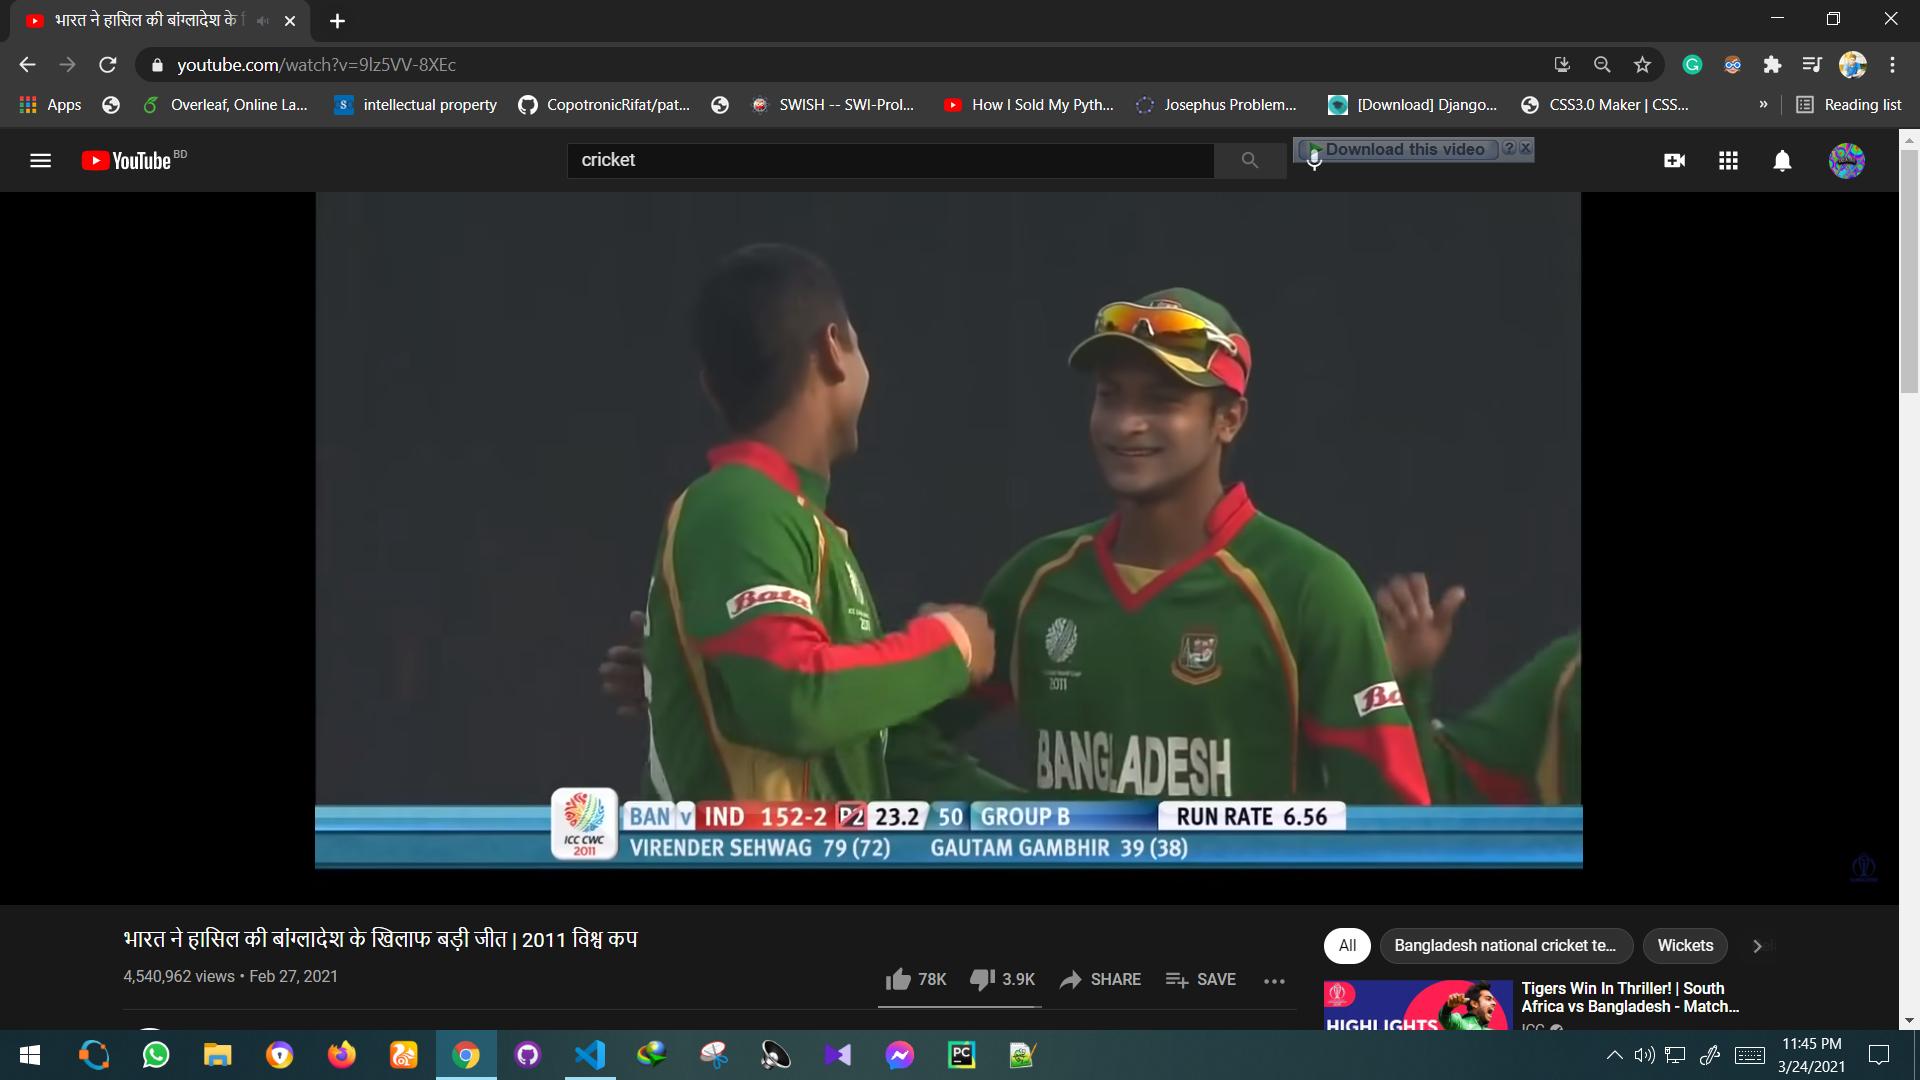 भारत ने हासिल की बांग्लादेश के
youtube.com/watch?v=9lz5VV-8XEc
Apps
Overleaf, Online La...
intellectual property
CopotronicRifat/pat...
SWISH -- SWI-Prol...
How I Sold My Pyth...
Josephus Problem...
[Download] Django...
CSS3.0 Maker | CSS...
»
Reading list
YouTube BD
cricket
Download this video
Bata
2011
BANGLADESH
ICC CWC
2011
BAN v IND 152-2 P2 23.2 50 GROUP B RUN RATE 6.56
VIRENDER SEHWAG 79 (72) GAUTAM GAMBHIR 39 (38)
भारत ने हासिल की बांग्लादेश के खिलाफ बड़ी जीत | 2011 विश्व कप
4,540,962 views • Feb 27, 2021
78K
3.9K
SHARE
SAVE
All
Bangladesh national cricket te...
Wickets
HIGHLIGHTS
Tigers Win In Thriller! | South
Africa vs Bangladesh - Match...
ICC
11:45 PM
3/24/2021